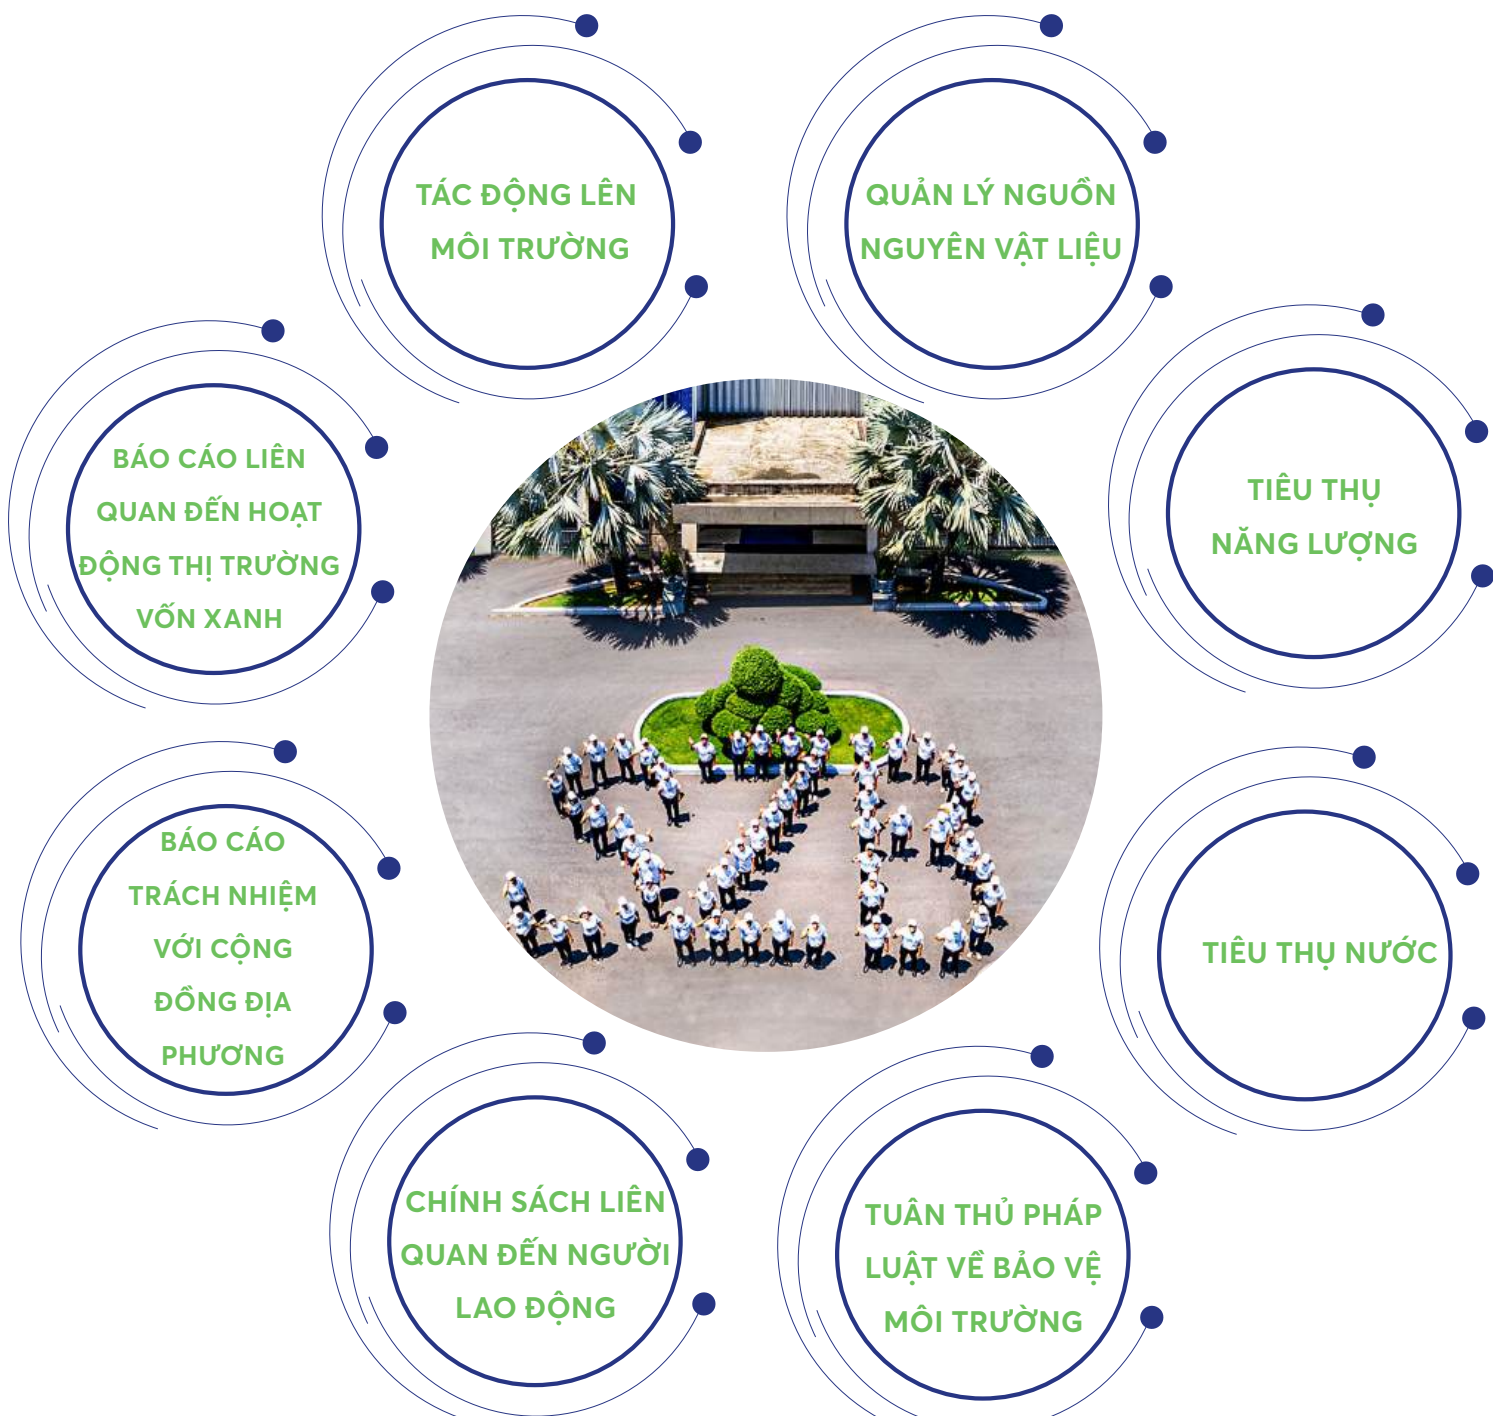 TÁC ĐỘNG LÊN
MÔI TRƯỜNG
QUẢN LÝ NGUỒN
NGUYÊN VẬT LIỆU
TIÊU THỤ
NĂNG LƯỢNG
TIÊU THỤ NƯỚC
TUÂN THỦ PHÁP
LUẬT VỀ BẢO VỆ
MÔI TRƯỜNG
CHÍNH SÁCH LIÊN
QUAN ĐẾN NGƯỜI
LAO ĐỘNG
BÁO CÁO
TRÁCH NHIỆM
VỚI CỘNG
ĐỒNG ĐỊA
PHƯƠNG
BÁO CÁO LIÊN
QUAN ĐẾN HOẠT
ĐỘNG THỊ TRƯỜNG
VỐN XANH
SZB